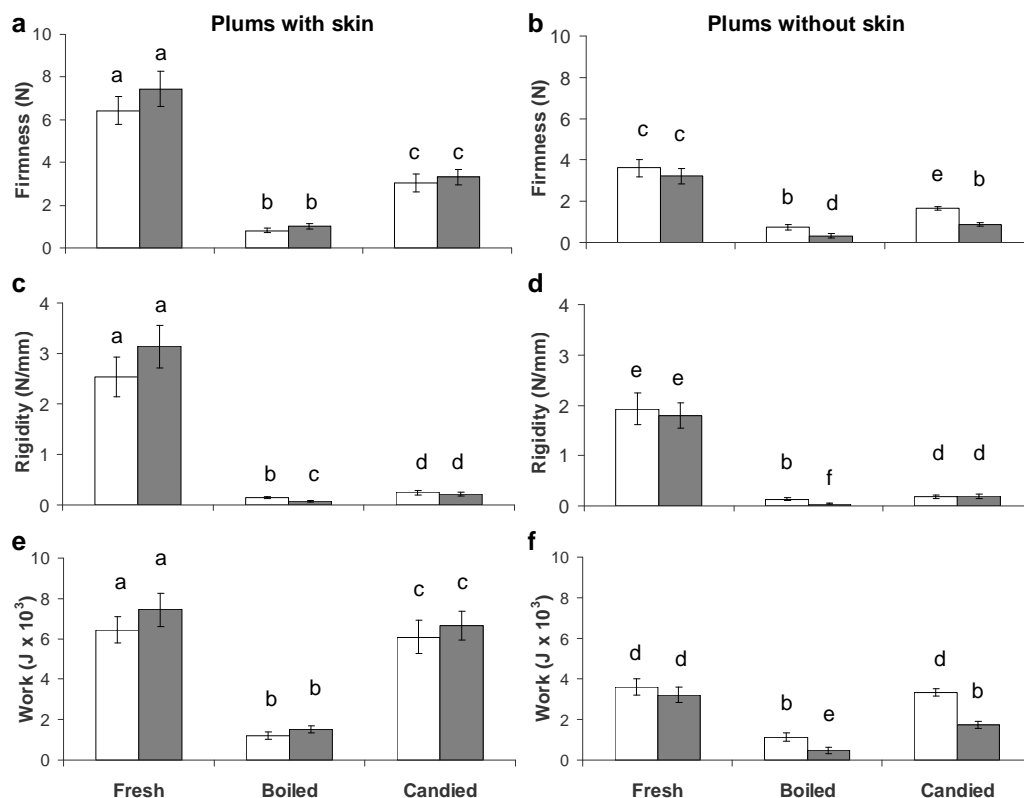 a Plums with skin
10
8
6
4
2
0
Firmness (N)
a a
b b
c c
b Plums without skin
10
8
6
4
2
0
Firmness (N)
c c
b d
e b
c
4
3
2
1
0
Rigidity (N/mm)
a a
b c
d d
d
4
3
2
1
0
Rigidity (N/mm)
e e
b f
d d
e
10
8
6
4
2
0
Work (J x 10³)
a a
b b
c c
Fresh Boiled Candied
f
10
8
6
4
2
0
Work (J x 10³)
d d
b e
d b
Fresh Boiled Candied